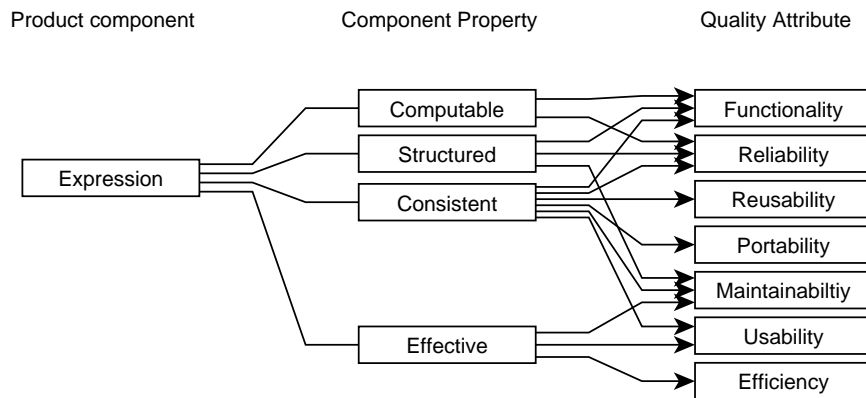 Product component
Component Property
Quality Attribute
Computable
Functionality
Structured
Reliability
Expression
Reusability
Consistent
Portability
Maintainabiltiy
Usability
Effective
Efficiency